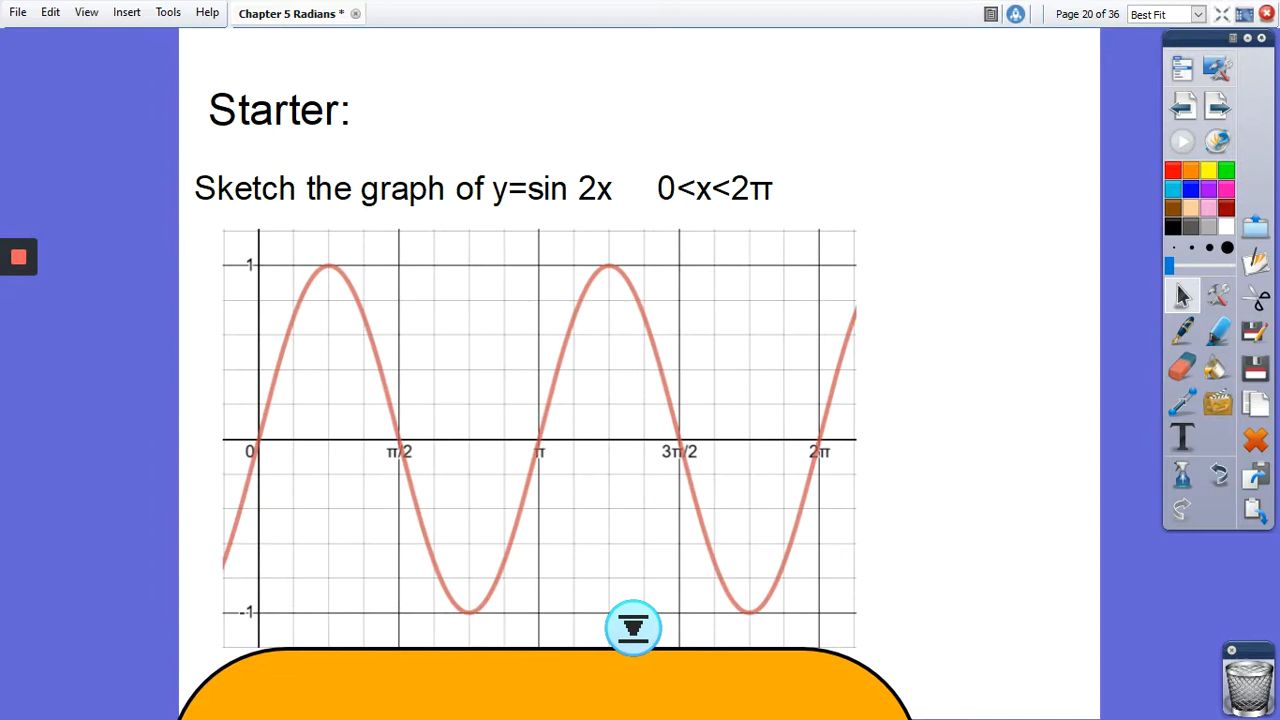 File Edit View Insert Tools Help Chapter 5 Radians * Page 20 of 36 Best Fit
Starter:
Sketch the graph of y=sin 2x 0<x<2π
1
0 π/2 π 3π/2 2π
-1
T